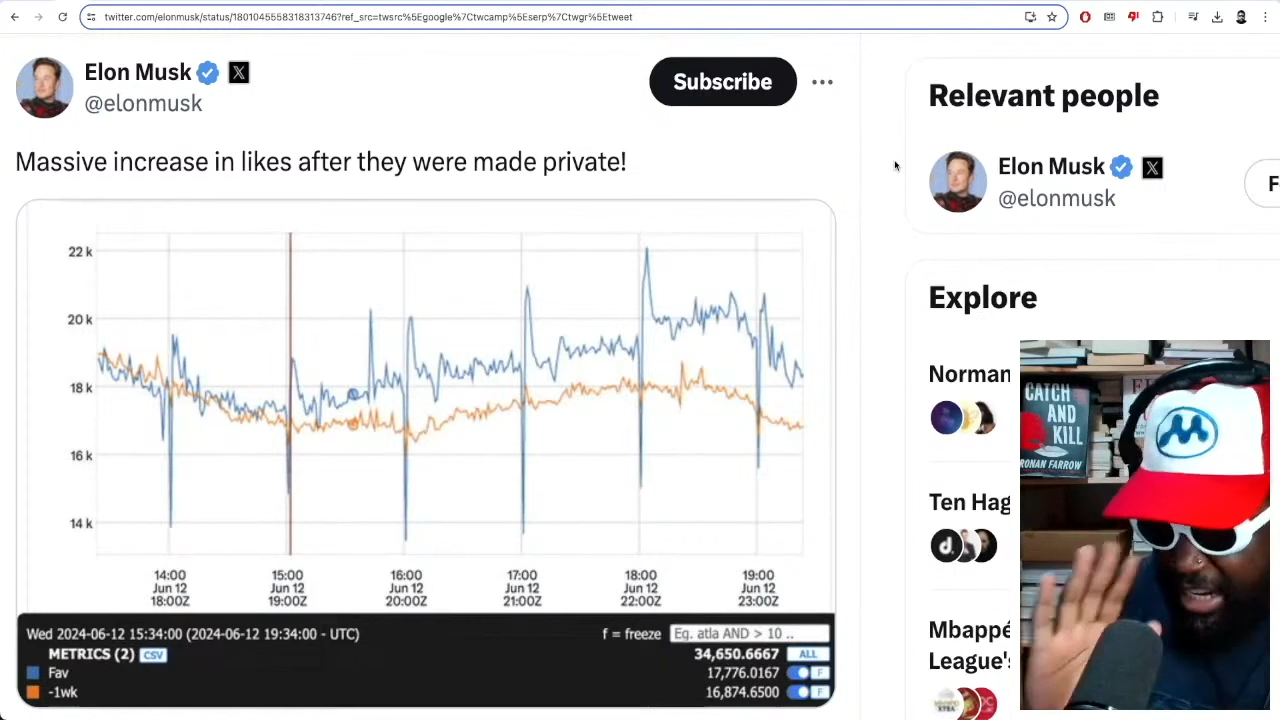 twitter.com/elonmusk/status/1801045558318313746?ref_src=twsrc%5Egoogle%7Ctwcamp%5Eserp%7Ctwgr%5Etweet
Elon Musk
@elonmusk
Subscribe
Massive increase in likes after they were made private!
22 k
20 k
18 k
16 k
14 k
14:00 15:00 16:00 17:00 18:00 19:00
Jun 12 Jun 12 Jun 12 Jun 12 Jun 12 Jun 12
18:00Z 19:00Z 20:00Z 21:00Z 22:00Z 23:00Z
Wed 2024-06-12 15:34:00 (2024-06-12 19:34:00 - UTC)
f = freeze
Eg. atla AND > 10 ..
METRICS (2) CSV
34,650.6667 ALL
Fav 17,776.0167 F
-1wk 16,874.6500 F
Relevant people
Elon Musk
@elonmusk
F
Explore
Norman
Ten Hag
Mbappé
League's
CATCH
AND
KILL
RONAN FARROW
M